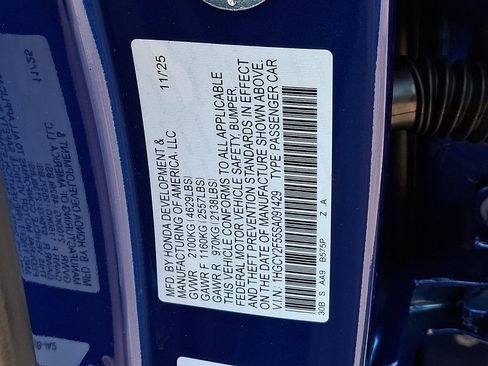 MFD. BY HONDA DEVELOPMENT & 11/25
MANUFACTURING OF AMERICA, LLC
GVWR 2100KG (4629LBS)
GAWR F 1160KG (2557LBS)
GAWR R 970KG (2138LBS)
THIS VEHICLE CONFORMS TO ALL APPLICABLE
FEDERAL MOTOR VEHICLE SAFETY, BUMPER,
AND THEFT PREVENTION STANDARDS IN EFFECT
ON THE DATE OF MANUFACTURE SHOWN ABOVE.
V.I.N: 1HGCY2F55SA091429 TYPE PASSENGER CAR
30B S AA9 B575P Z A